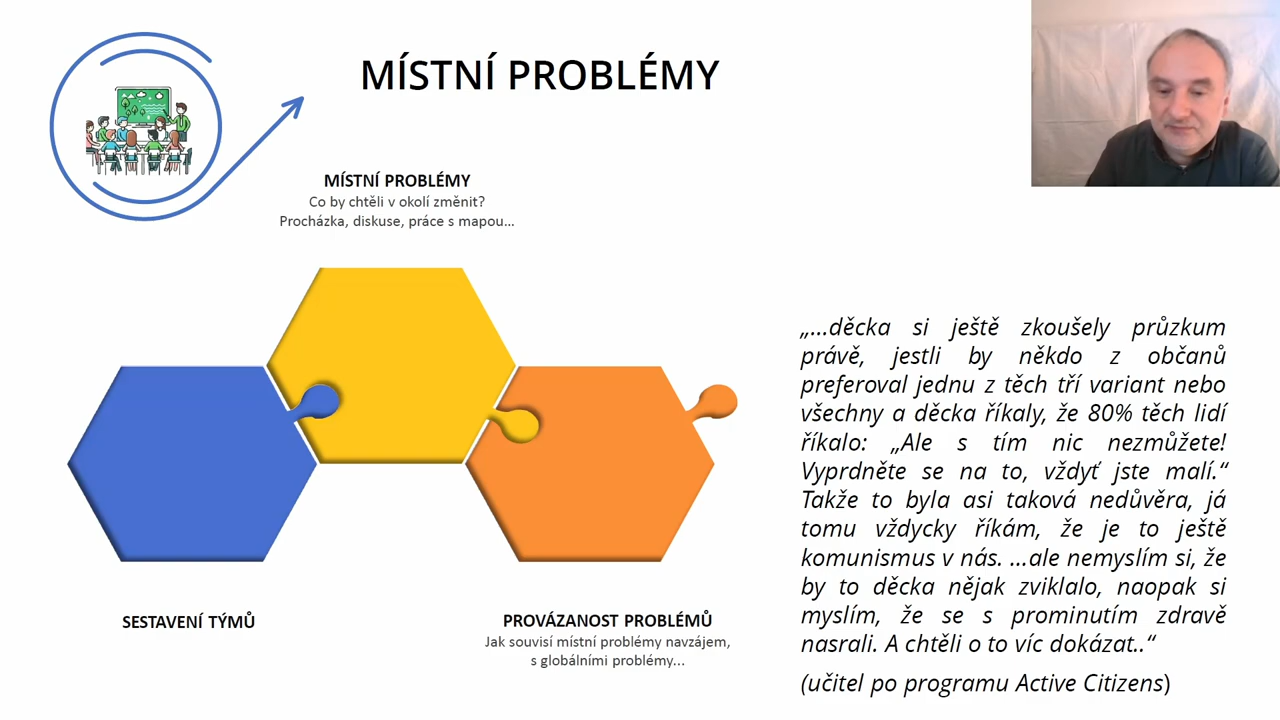 MÍSTNÍ PROBLÉMY
MÍSTNÍ PROBLÉMY
Co by chtěli v okolí změnit?
Procházka, diskuse, práce s mapou…
SESTAVENÍ TÝMŮ
PROVÁZANOST PROBLÉMŮ
Jak souvisí místní problémy navzájem,
s globálními problémy...
„…děcka si ještě zkoušely průzkum
právě, jestli by někdo z občanů
preferoval jednu z těch tří variant nebo
všechny a děcka říkaly, že 80% těch lidí
říkalo: „Ale s tím nic nezmůžete!
Vyprdněte se na to, vždyť jste malí.“
Takže to byla asi taková nedůvěra, já
tomu vždycky říkám, že je to ještě
komunismus v nás. …ale nemyslím si, že
by to děcka nějak zviklalo, naopak si
myslím, že se s prominutím zdravě
nasrali. A chtěli o to víc dokázat..“
(učitel po programu Active Citizens)